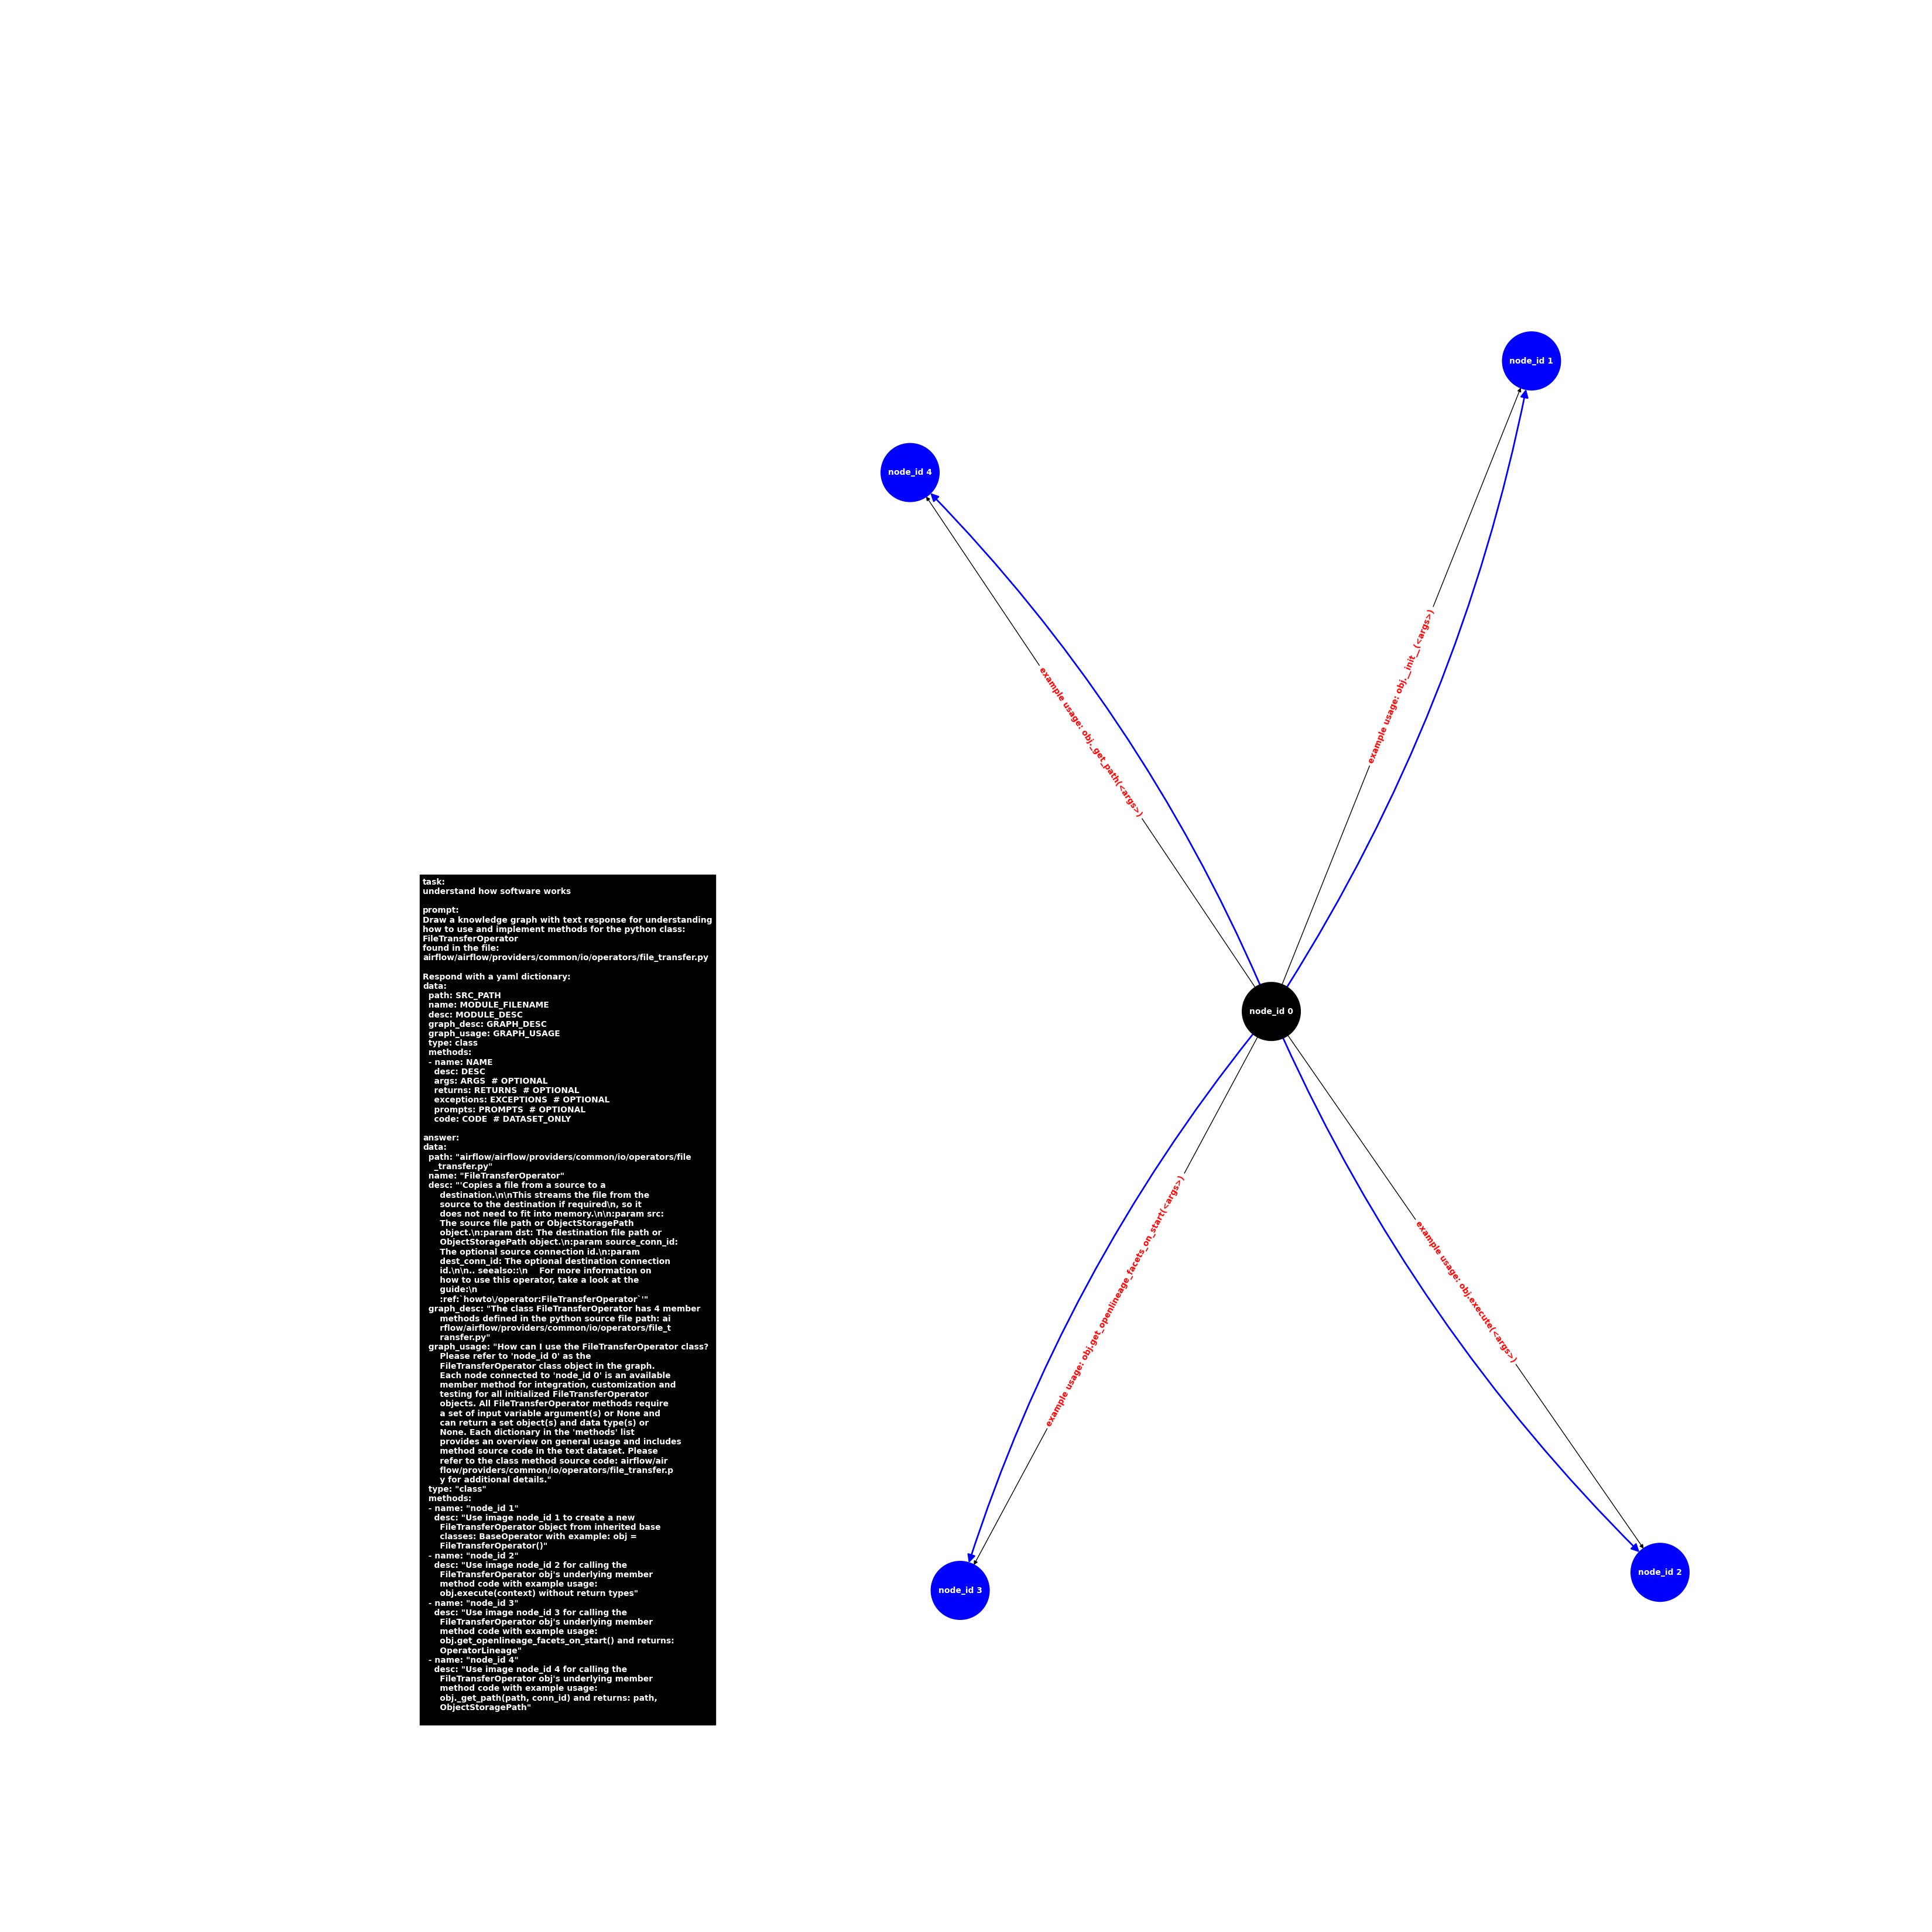 node_id 1
node_id 4
example usage: obj.__init__(<args>)
example usage: obj._get_path(<args>)
task:
understand how software works
prompt:
Draw a knowledge graph with text response for understanding
how to use and implement methods for the python class:
FileTransferOperator
found in the file:
airflow/airflow/providers/common/io/operators/file_transfer.py
Respond with a yaml dictionary:
data:
  path: SRC_PATH
  name: MODULE_FILENAME
  desc: MODULE_DESC
  graph_desc: GRAPH_DESC
  graph_usage: GRAPH_USAGE
  type: class
  methods:
  - name: NAME
    desc: DESC
    args: ARGS  # OPTIONAL
    returns: RETURNS  # OPTIONAL
    exceptions: EXCEPTIONS  # OPTIONAL
    prompts: PROMPTS  # OPTIONAL
    code: CODE  # DATASET_ONLY
answer:
data:
  path: "airflow/airflow/providers/common/io/operators/file
    _transfer.py"
  name: "FileTransferOperator"
  desc: "'Copies a file from a source to a
      destination.\n\nThis streams the file from the
      source to the destination if required\n, so it
      does not need to fit into memory.\n\n:param src:
      The source file path or ObjectStoragePath
      object.\n:param dst: The destination file path or
      ObjectStoragePath object.\n:param source_conn_id:
      The optional source connection id.\n:param
      dest_conn_id: The optional destination connection
      id.\n\n.. seealso::\n    For more information on
      how to use this operator, take a look at the
      guide:\n
      :ref:`howto\/operator:FileTransferOperator`'"
  graph_desc: "The class FileTransferOperator has 4 member
      methods defined in the python source file path: ai
      rflow/airflow/providers/common/io/operators/file_t
      ransfer.py"
  graph_usage: "How can I use the FileTransferOperator class?
      Please refer to 'node_id 0' as the
      FileTransferOperator class object in the graph.
      Each node connected to 'node_id 0' is an available
      member method for integration, customization and
      testing for all initialized FileTransferOperator
      objects. All FileTransferOperator methods require
      a set of input variable argument(s) or None and
      can return a set object(s) and data type(s) or
      None. Each dictionary in the 'methods' list
      provides an overview on general usage and includes
      method source code in the text dataset. Please
      refer to the class method source code: airflow/air
      flow/providers/common/io/operators/file_transfer.p
      y for additional details."
  type: "class"
  methods:
  - name: "node_id 1"
    desc: "Use image node_id 1 to create a new
      FileTransferOperator object from inherited base
      classes: BaseOperator with example: obj =
      FileTransferOperator()"
  - name: "node_id 2"
    desc: "Use image node_id 2 for calling the
      FileTransferOperator obj's underlying member
      method code with example usage:
      obj.execute(context) without return types"
  - name: "node_id 3"
    desc: "Use image node_id 3 for calling the
      FileTransferOperator obj's underlying member
      method code with example usage:
      obj.get_openlineage_facets_on_start() and returns:
      OperatorLineage"
  - name: "node_id 4"
    desc: "Use image node_id 4 for calling the
      FileTransferOperator obj's underlying member
      method code with example usage:
      obj._get_path(path, conn_id) and returns: path,
      ObjectStoragePath"
node_id 0
example usage: obj.get_openlineage_facets_on_start(<args>)
example usage: obj.execute(<args>)
node_id 3
node_id 2